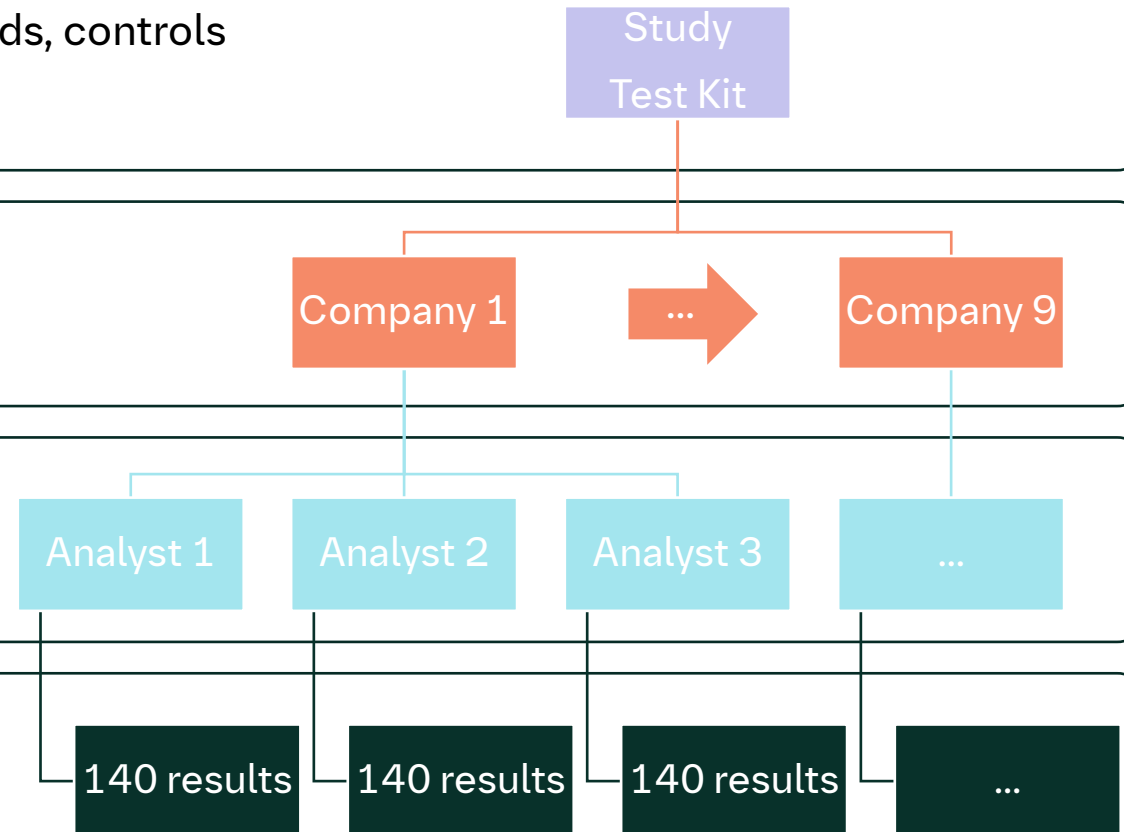 ds, controls
Study
Test Kit
Company 1
...
Company 9
Analyst 1
Analyst 2
Analyst 3
...
140 results
140 results
140 results
...